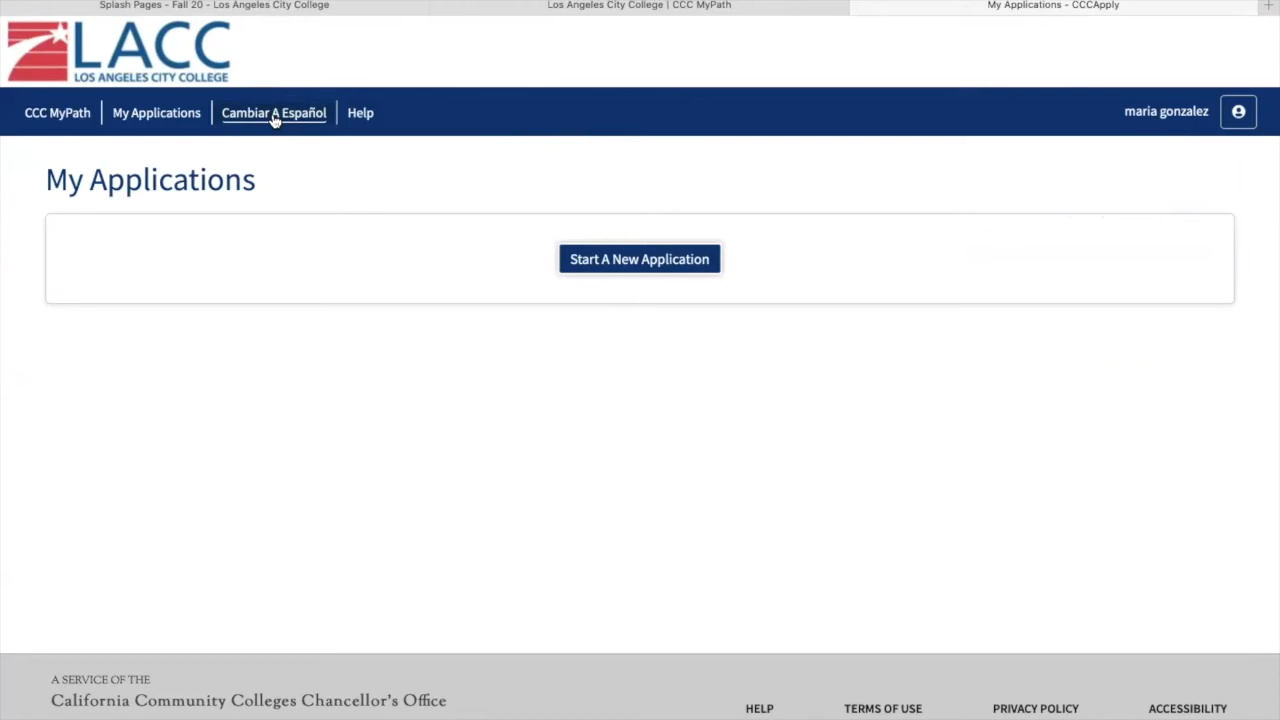 Splash Pages - Fall 20 - Los Angeles City College
Los Angeles City College | CCC MyPath
My Applications - CCCApply
LACC
LOS ANGELES CITY COLLEGE
CCC MyPath
My Applications
Cambiar A Español
Help
maria gonzalez
My Applications
Start A New Application
A SERVICE OF THE
California Community Colleges Chancellor's Office
HELP
TERMS OF USE
PRIVACY POLICY
ACCESSIBILITY